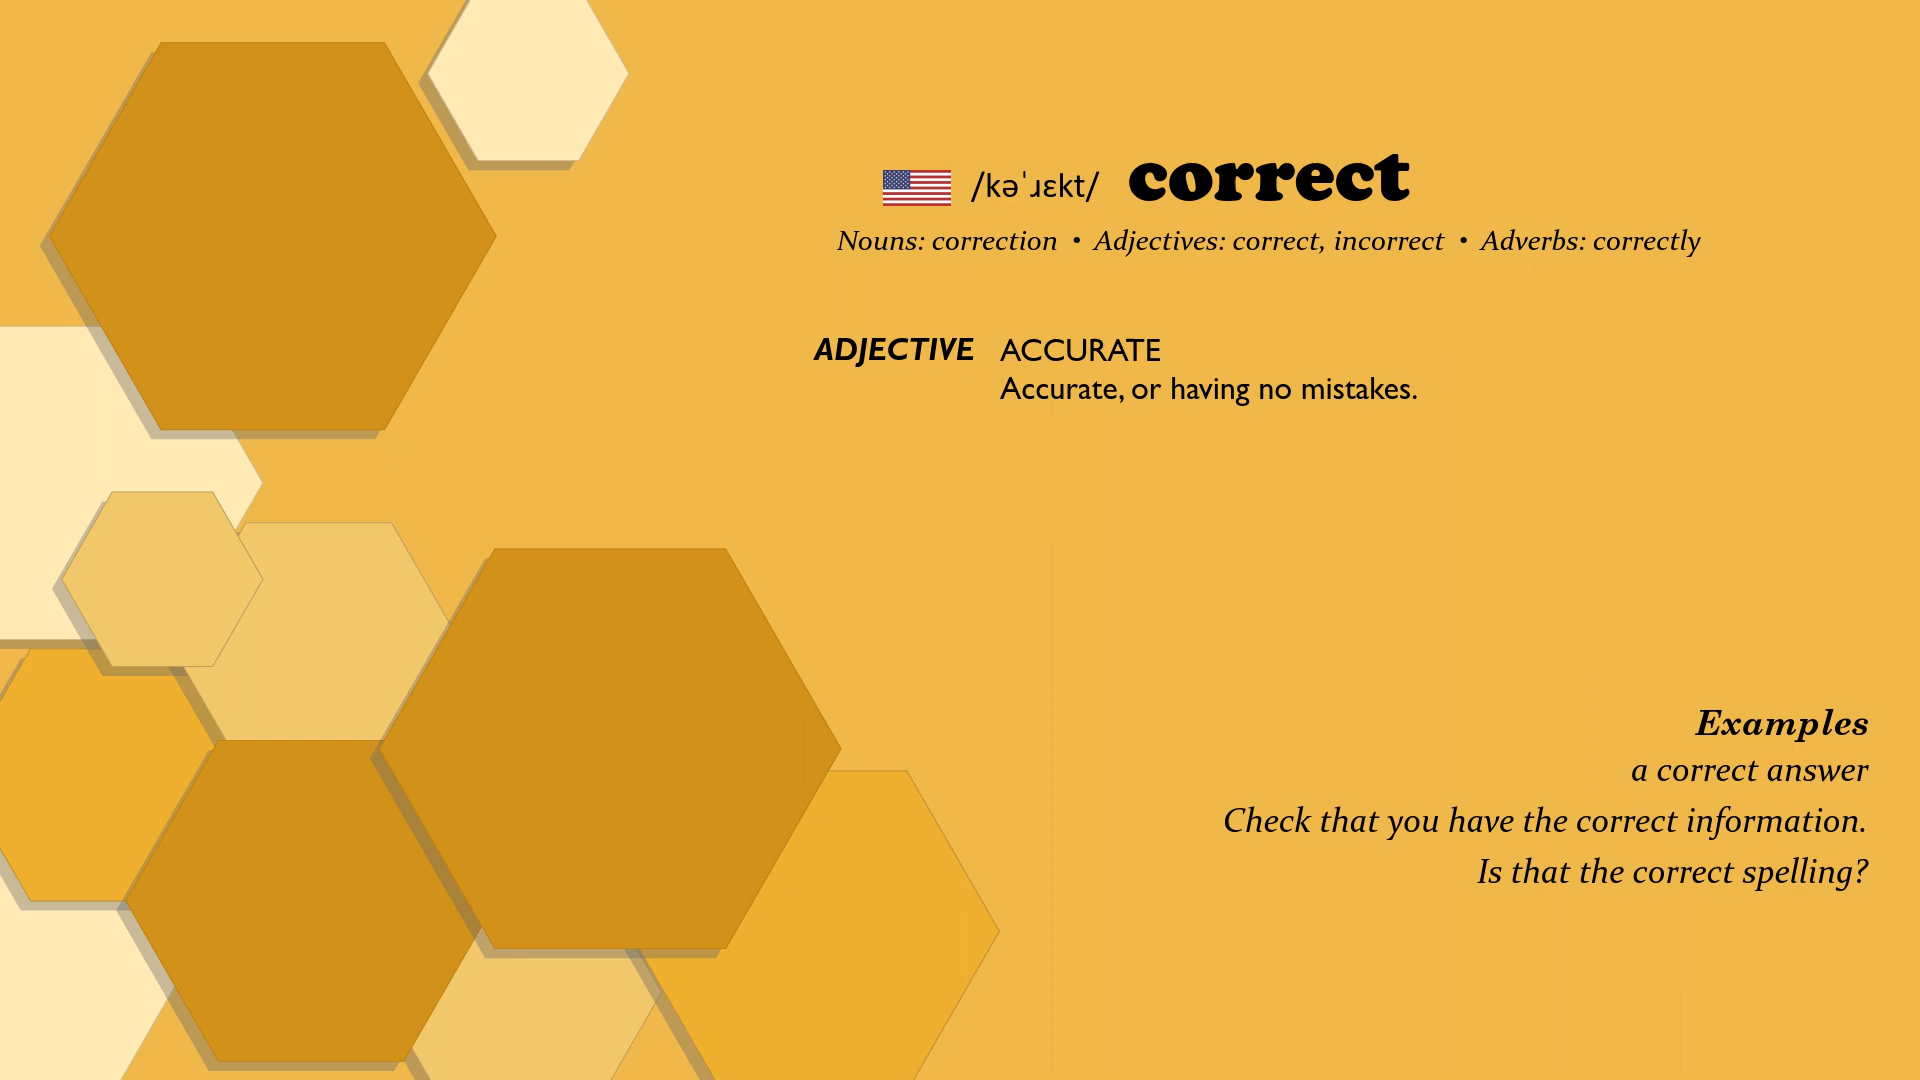 /kəˈɹɛkt/ correct
Nouns: correction • Adjectives: correct, incorrect • Adverbs: correctly
ADJECTIVE ACCURATE
Accurate, or having no mistakes.
Examples
a correct answer
Check that you have the correct information.
Is that the correct spelling?